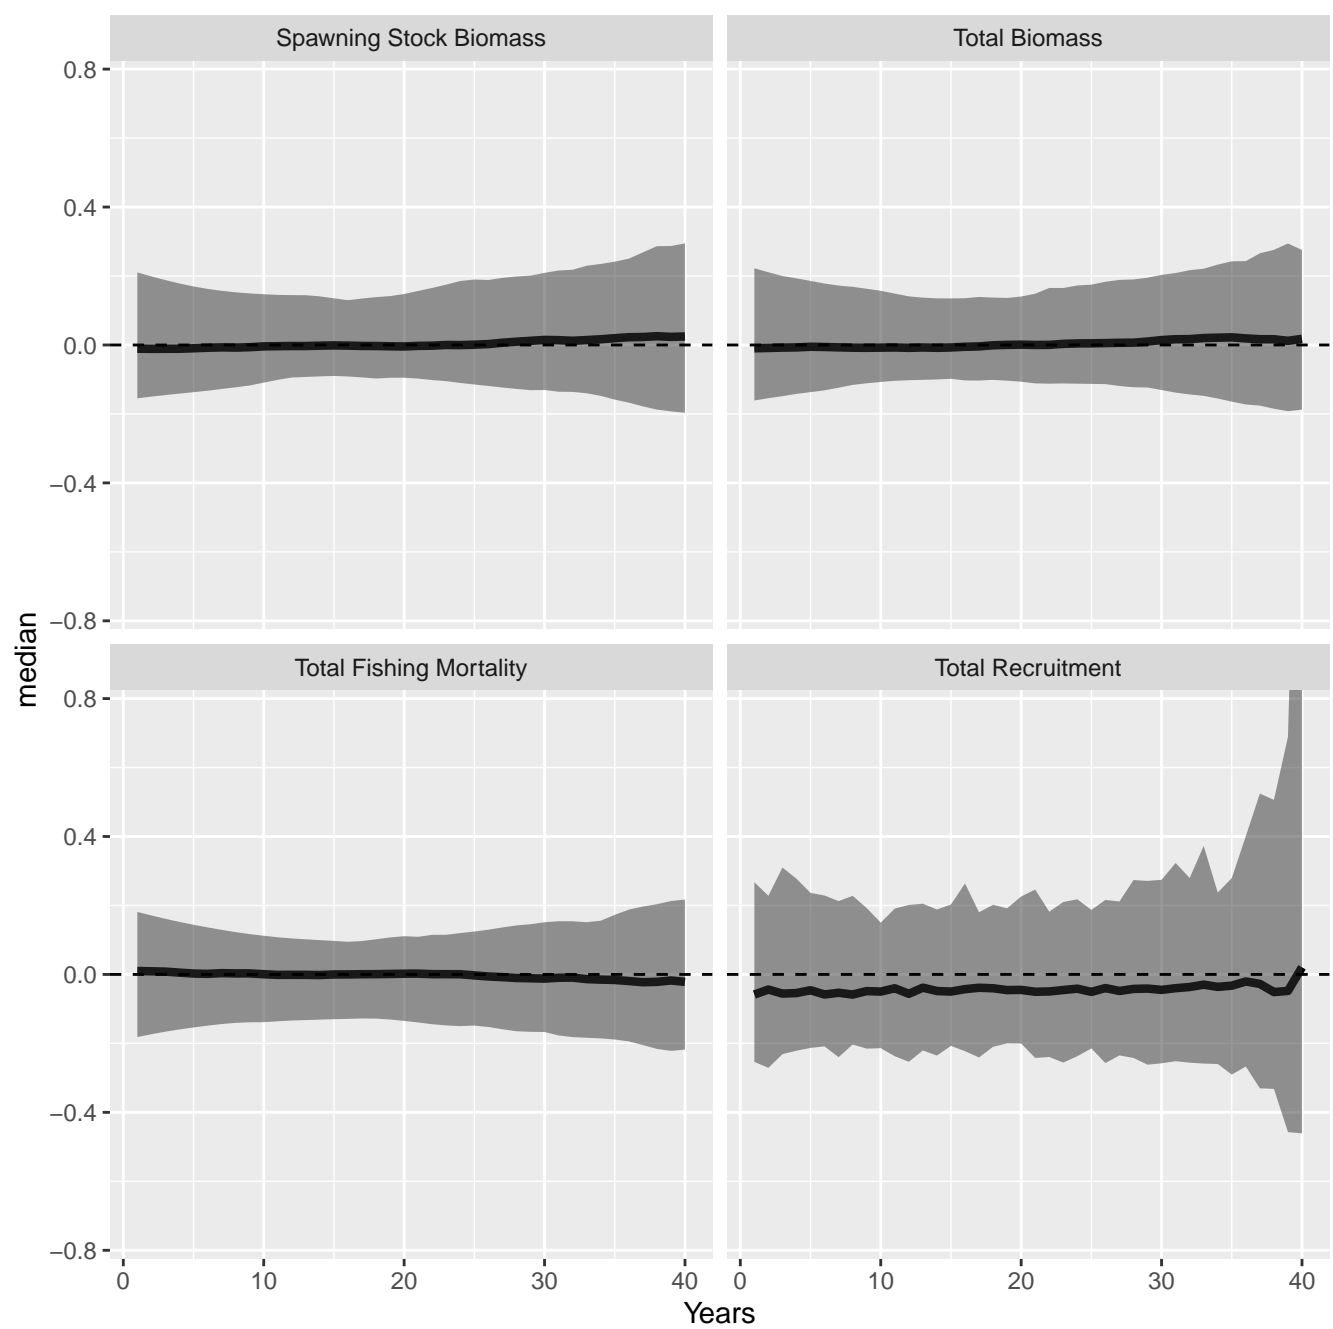 Spawning Stock Biomass
Total Biomass
0.8
0.4
0.0
−0.4
−0.8
median
Total Fishing Mortality
Total Recruitment
0.8
0.4
0.0
−0.4
−0.8
0 10 20 30 40
0 10 20 30 40
Years